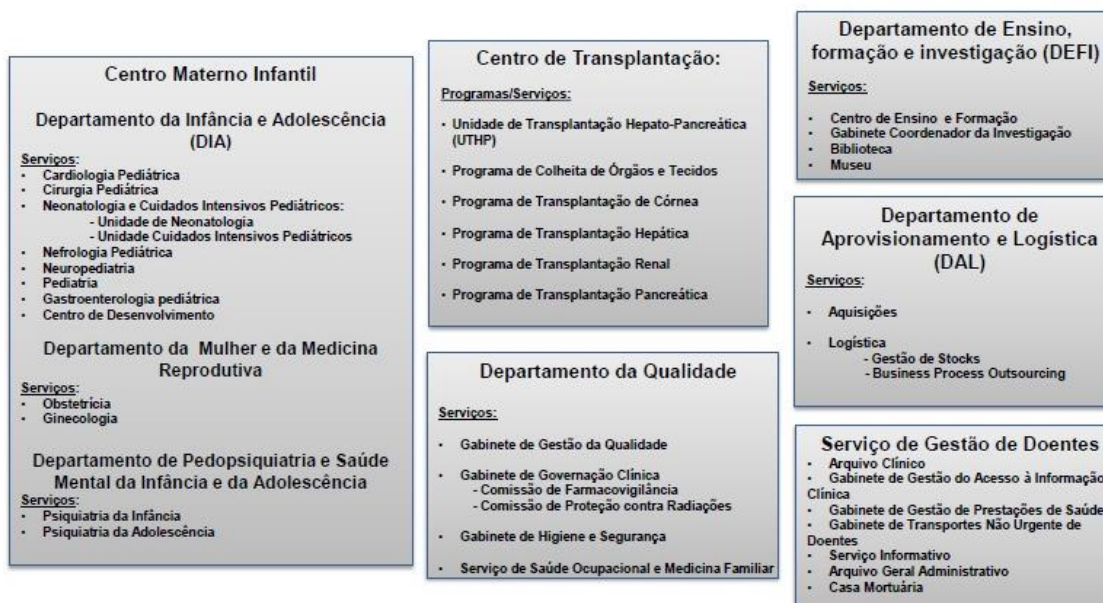 Centro Materno Infantil
Departamento da Infância e Adolescência
(DIA)
Serviços:
• Cardiologia Pediátrica
• Cirurgia Pediátrica
• Neonatologia e Cuidados Intensivos Pediátricos:
- Unidade de Neonatologia
- Unidade Cuidados Intensivos Pediátricos
• Nefrologia Pediátrica
• Neuropediatria
• Pediatria
• Gastroenterologia pediátrica
• Centro de Desenvolvimento
Departamento da Mulher e da Medicina
Reprodutiva
Serviços:
• Obstetrícia
• Ginecologia
Departamento de Pedopsiquiatria e Saúde
Mental da Infância e da Adolescência
Serviços:
• Psiquiatria da Infância
• Psiquiatria da Adolescência
Centro de Transplantação:
Programas/Serviços:
• Unidade de Transplantação Hepato-Pancreática
(UTHP)
• Programa de Colheita de Órgãos e Tecidos
• Programa de Transplantação de Córnea
• Programa de Transplantação Hepática
• Programa de Transplantação Renal
• Programa de Transplantação Pancreática
Departamento da Qualidade
Serviços:
• Gabinete de Gestão da Qualidade
• Gabinete de Governação Clínica
- Comissão de Farmacovigilância
- Comissão de Proteção contra Radiações
• Gabinete de Higiene e Segurança
• Serviço de Saúde Ocupacional e Medicina Familiar
Departamento de Ensino,
formação e investigação (DEFI)
Serviços:
• Centro de Ensino e Formação
• Gabinete Coordenador da Investigação
• Biblioteca
• Museu
Departamento de
Aprovisionamento e Logística
(DAL)
Serviços:
• Aquisições
• Logística
- Gestão de Stocks
- Business Process Outsourcing
Serviço de Gestão de Doentes
• Arquivo Clínico
• Gabinete de Gestão do Acesso à Informação
Clínica
• Gabinete de Gestão de Prestações de Saúde
• Gabinete de Transportes Não Urgente de
Doentes
• Serviço Informativo
• Arquivo Geral Administrativo
• Casa Mortuária